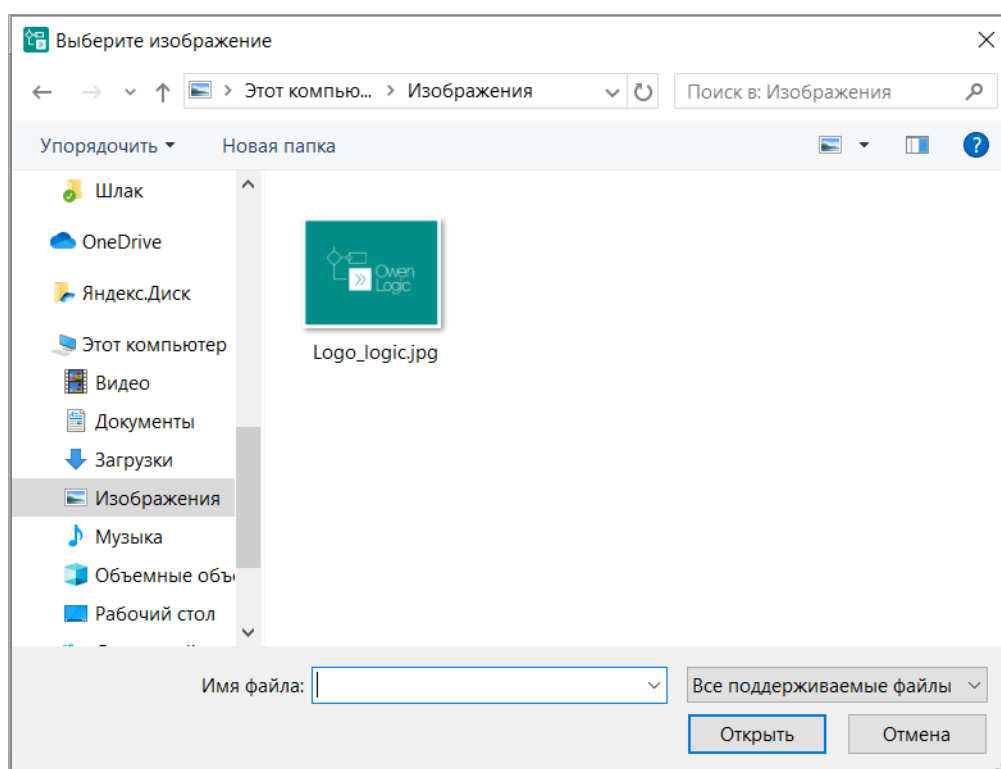 Выберите изображение
Этот компью... > Изображения
Поиск в: Изображения
Упорядочить
Новая папка
?
Шлак
OneDrive
Яндекс.Диск
Этот компьютер
Видео
Документы
Загрузки
Изображения
Музыка
Объемные объ
Рабочий стол
Owen
Logic
Logo_logic.jpg
Имя файла:
Все поддерживаемые файлы
Открыть
Отмена